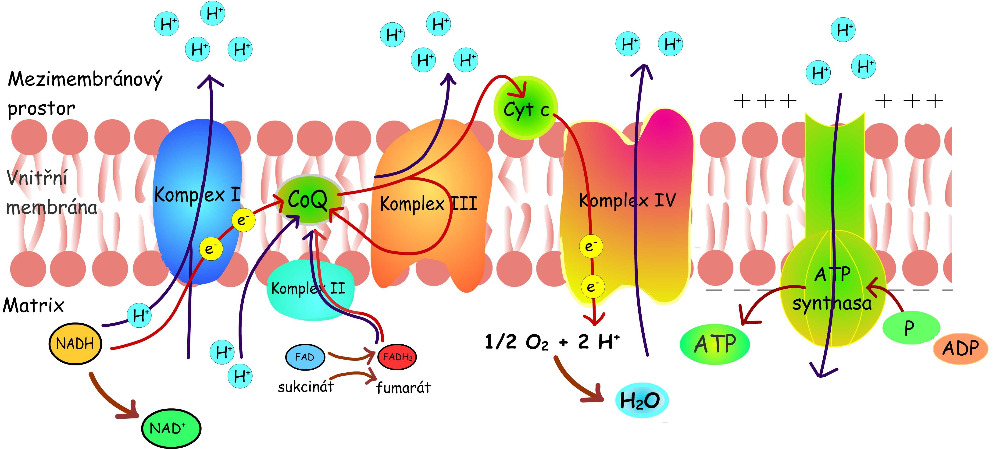 H⁺ H⁺ H⁺ H⁺
H⁺ H⁺ H⁺ H⁺
H⁺ H⁺
H⁺ H⁺ H⁺
Mezimembránový
prostor
Cyt c
+ + + + + +
Vnitřní
membrána
Komplex I
CoQ
Komplex III
Komplex IV
e⁻
e⁻
e⁻
e⁻
Komplex II
ATP
synthasa
Matrix
H⁺
NADH
H⁺
H⁺
FAD
FADH₂
sukcinát
fumarát
1/2 O₂ + 2 H⁺
ATP
P
ADP
H₂O
NAD⁺